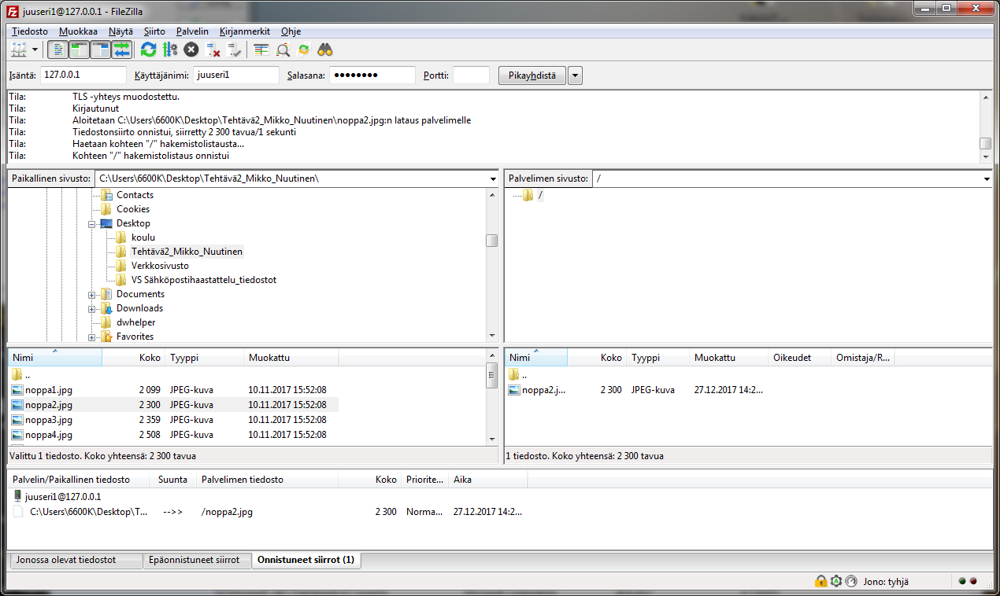 juuseri1@127.0.0.1 - FileZilla
Tiedosto Muokkaa Näytä Siirto Palvelin Kirjanmerkit Ohje
Isäntä: 127.0.0.1 Käyttäjänimi: juuseri1 Salasana: ●●●●●●●● Portti: Pikayhdistä
Tila: TLS -yhteys muodostettu.
Tila: Kirjautunut
Tila: Aloitetaan C:\Users\6600K\Desktop\Tehtävä2_Mikko_Nuutinen\noppa2.jpg:n lataus palvelimelle
Tila: Tiedostonsiirto onnistui, siirretty 2 300 tavua/1 sekunti
Tila: Haetaan kohteen "/" hakemistolistausta...
Tila: Kohteen "/" hakemistolistaus onnistui
Paikallinen sivusto: C:\Users\6600K\Desktop\Tehtävä2_Mikko_Nuutinen\
Contacts
Cookies
Desktop
koulu
Tehtävä2_Mikko_Nuutinen
Verkkosivusto
VS Sähköpostihaastattelu_tiedostot
Documents
Downloads
dwhelper
Favorites
Palvelimen sivusto: /
/
Nimi Koko Tyyppi Muokattu
..
noppa1.jpg 2 099 JPEG-kuva 10.11.2017 15:52:08
noppa2.jpg 2 300 JPEG-kuva 10.11.2017 15:52:08
noppa3.jpg 2 359 JPEG-kuva 10.11.2017 15:52:08
noppa4.jpg 2 508 JPEG-kuva 10.11.2017 15:52:08
Valittu 1 tiedosto. Koko yhteensä: 2 300 tavua
Nimi Koko Tyyppi Muokattu Oikeudet Omistaja/R...
..
noppa2.j... 2 300 JPEG-kuva 27.12.2017 14:2...
1 tiedosto. Koko yhteensä: 2 300 tavua
Palvelin/Paikallinen tiedosto Suunta Palvelimen tiedosto Koko Priorite... Aika
juuseri1@127.0.0.1
C:\Users\6600K\Desktop\T... -->> /noppa2.jpg 2 300 Norma... 27.12.2017 14:2...
Jonossa olevat tiedostot Epäonnistuneet siirrot Onnistuneet siirrot (1)
Jono: tyhjä